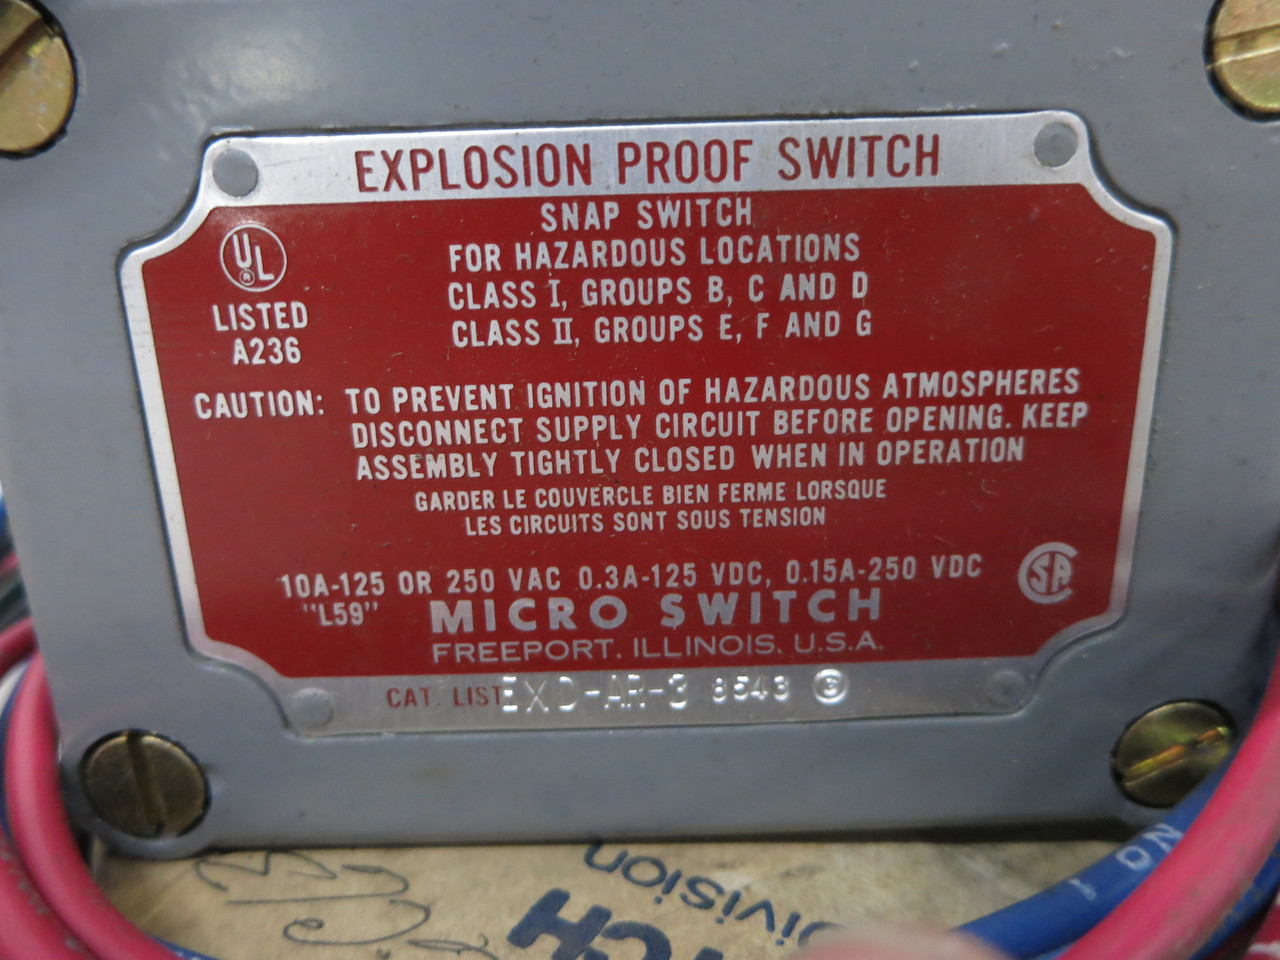 EXPLOSION PROOF SWITCH
SNAP SWITCH
FOR HAZARDOUS LOCATIONS
CLASS I, GROUPS B, C AND D
CLASS II, GROUPS E, F AND G
UL
®
LISTED
A236
CAUTION: TO PREVENT IGNITION OF HAZARDOUS ATMOSPHERES
DISCONNECT SUPPLY CIRCUIT BEFORE OPENING. KEEP
ASSEMBLY TIGHTLY CLOSED WHEN IN OPERATION
GARDER LE COUVERCLE BIEN FERME LORSQUE
LES CIRCUITS SONT SOUS TENSION
10A-125 OR 250 VAC 0.3A-125 VDC, 0.15A-250 VDC
"L59"
SA
MICRO SWITCH
FREEPORT, ILLINOIS, U.S.A.
CAT. LIST EXD-AR-3 8543
NO
Division